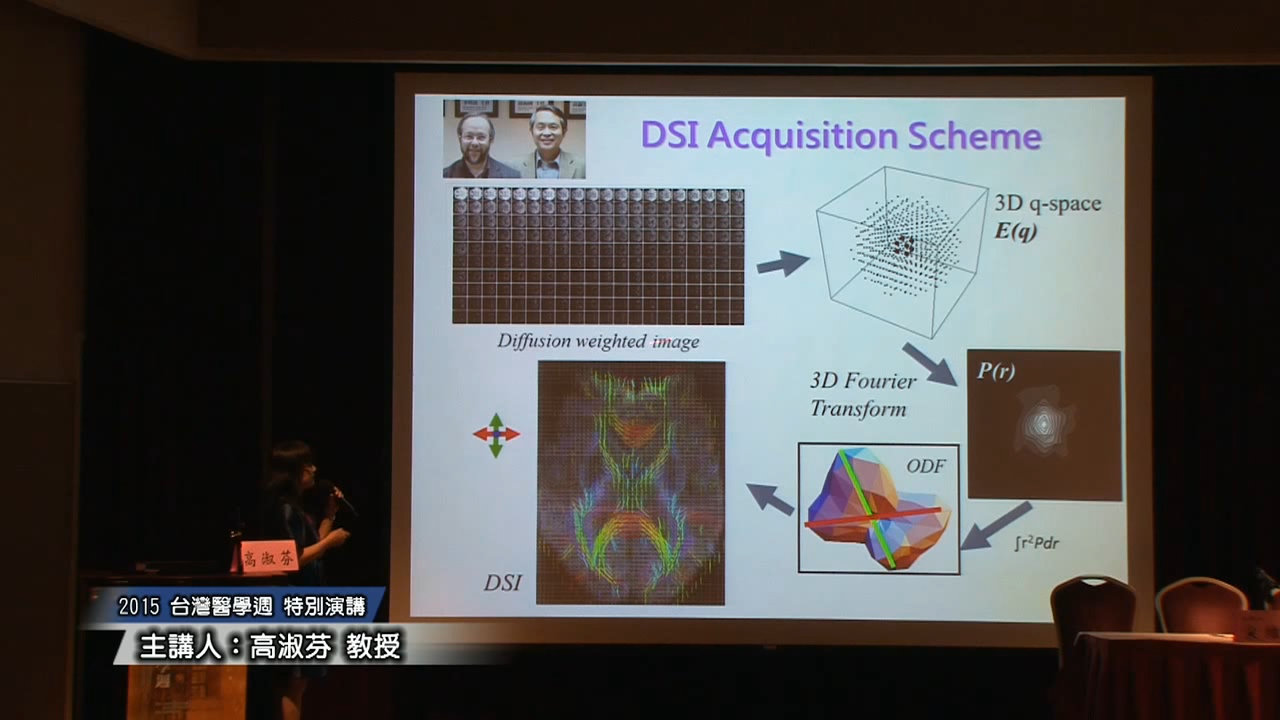 DSI Acquisition Scheme
3D q-space
E(q)
Diffusion weighted image
P(r)
3D Fourier
Transform
ODF
∫r²Pdr
DSI
高淑芬
2015 台灣醫學週 特別演講
主講人：高淑芬 教授